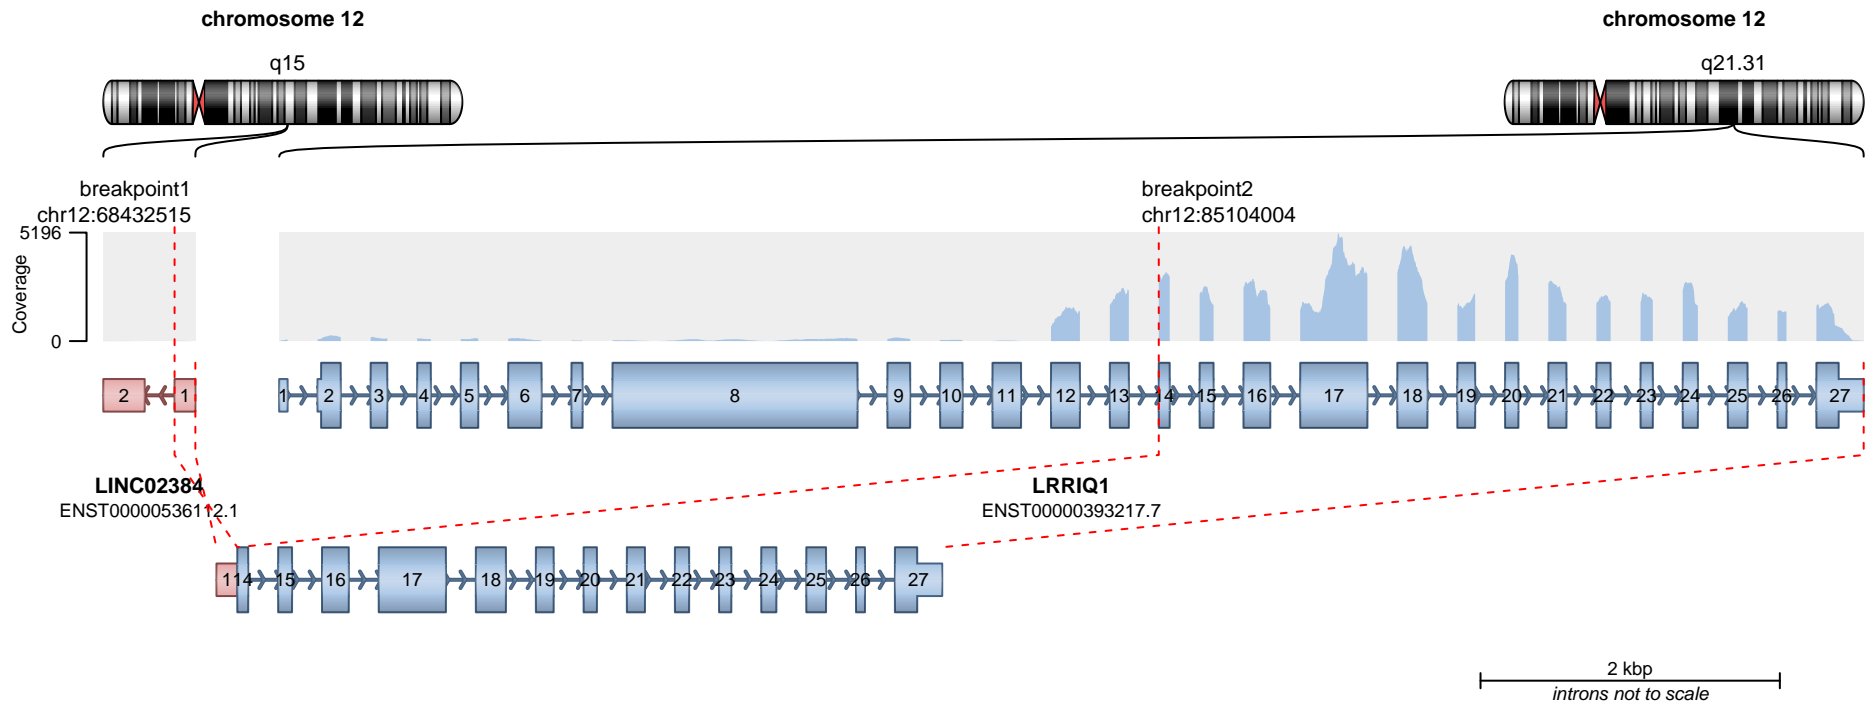 chromosome 12
chromosome 12
q15
q21.31
breakpoint1
chr12:68432515
breakpoint2
chr12:85104004
5196
Coverage
0
2 1
1 2 3 4 5 6 7 8 9 10 11 12 13 14 15 16 17 18 19 20 21 22 23 24 25 26 27
LINC02384
ENST00000536112.1
LRRIQ1
ENST00000393217.7
1 14 15 16 17 18 19 20 21 22 23 24 25 26 27
2 kbp
introns not to scale